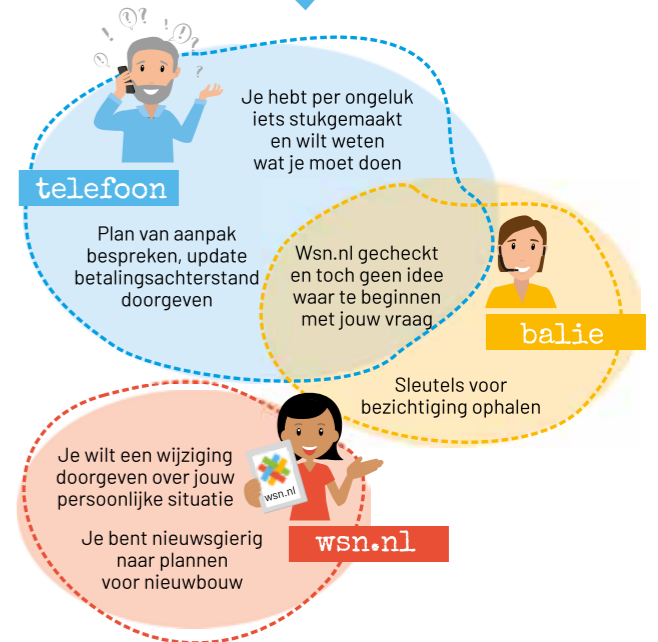 Je hebt per ongeluk
iets stukgemaakt
en wilt weten
wat je moet doen
telefoon
Plan van aanpak
bespreken, update
betalingsachterstand
doorgeven
Wsn.nl gecheckt
en toch geen idee
waar te beginnen
met jouw vraag
balie
Sleutels voor
bezichtiging ophalen
Je wilt een wijziging
doorgeven over jouw
persoonlijke situatie
wsn.nl
Je bent nieuwsgierig
naar plannen
voor nieuwbouw
wsn.nl